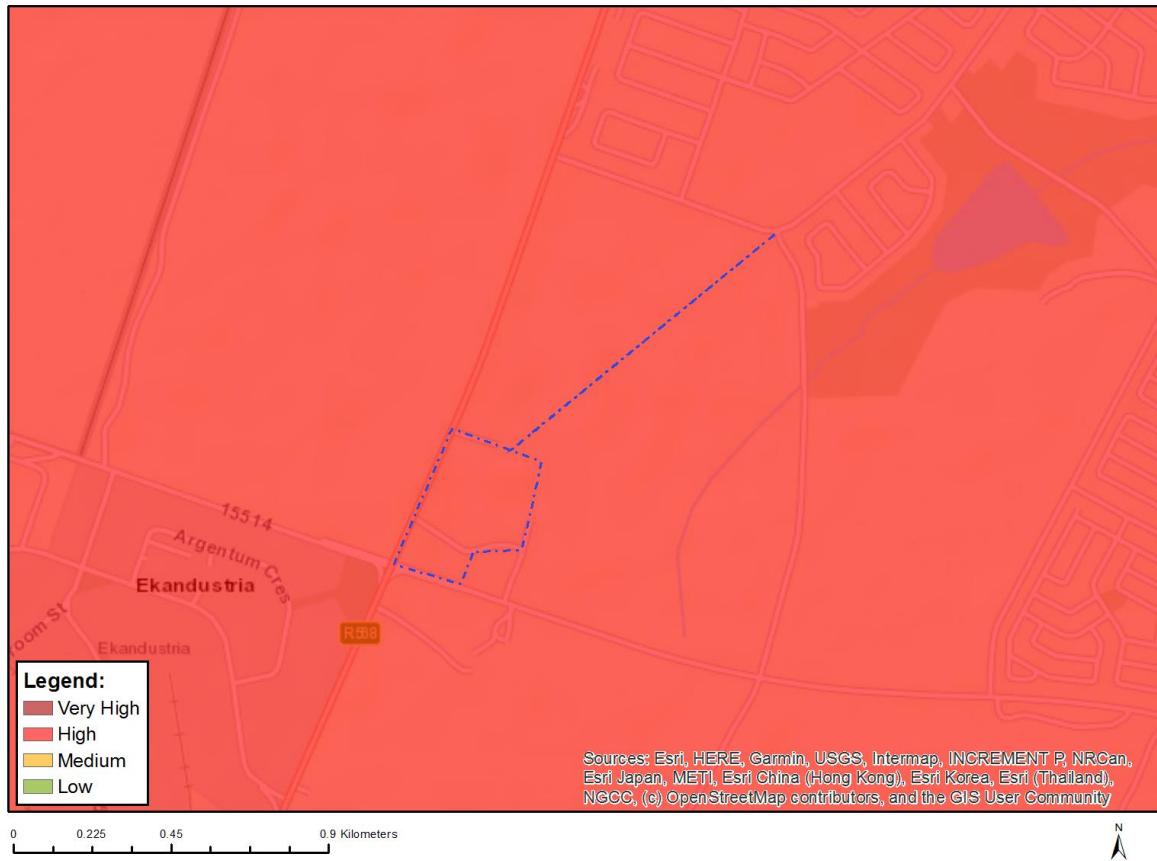 15514
Argentum Cres
Ekandustria
room St
R568
Ekandustria
Legend:
Very High
High
Medium
Low
Sources: Esri, HERE, Garmin, USGS, Intermap, INCREMENT P, NRCan,
Esri Japan, METI, Esri China (Hong Kong), Esri Korea, Esri (Thailand),
NGCC, (c) OpenStreetMap contributors, and the GIS User Community
0 0.225 0.45 0.9 Kilometers
N